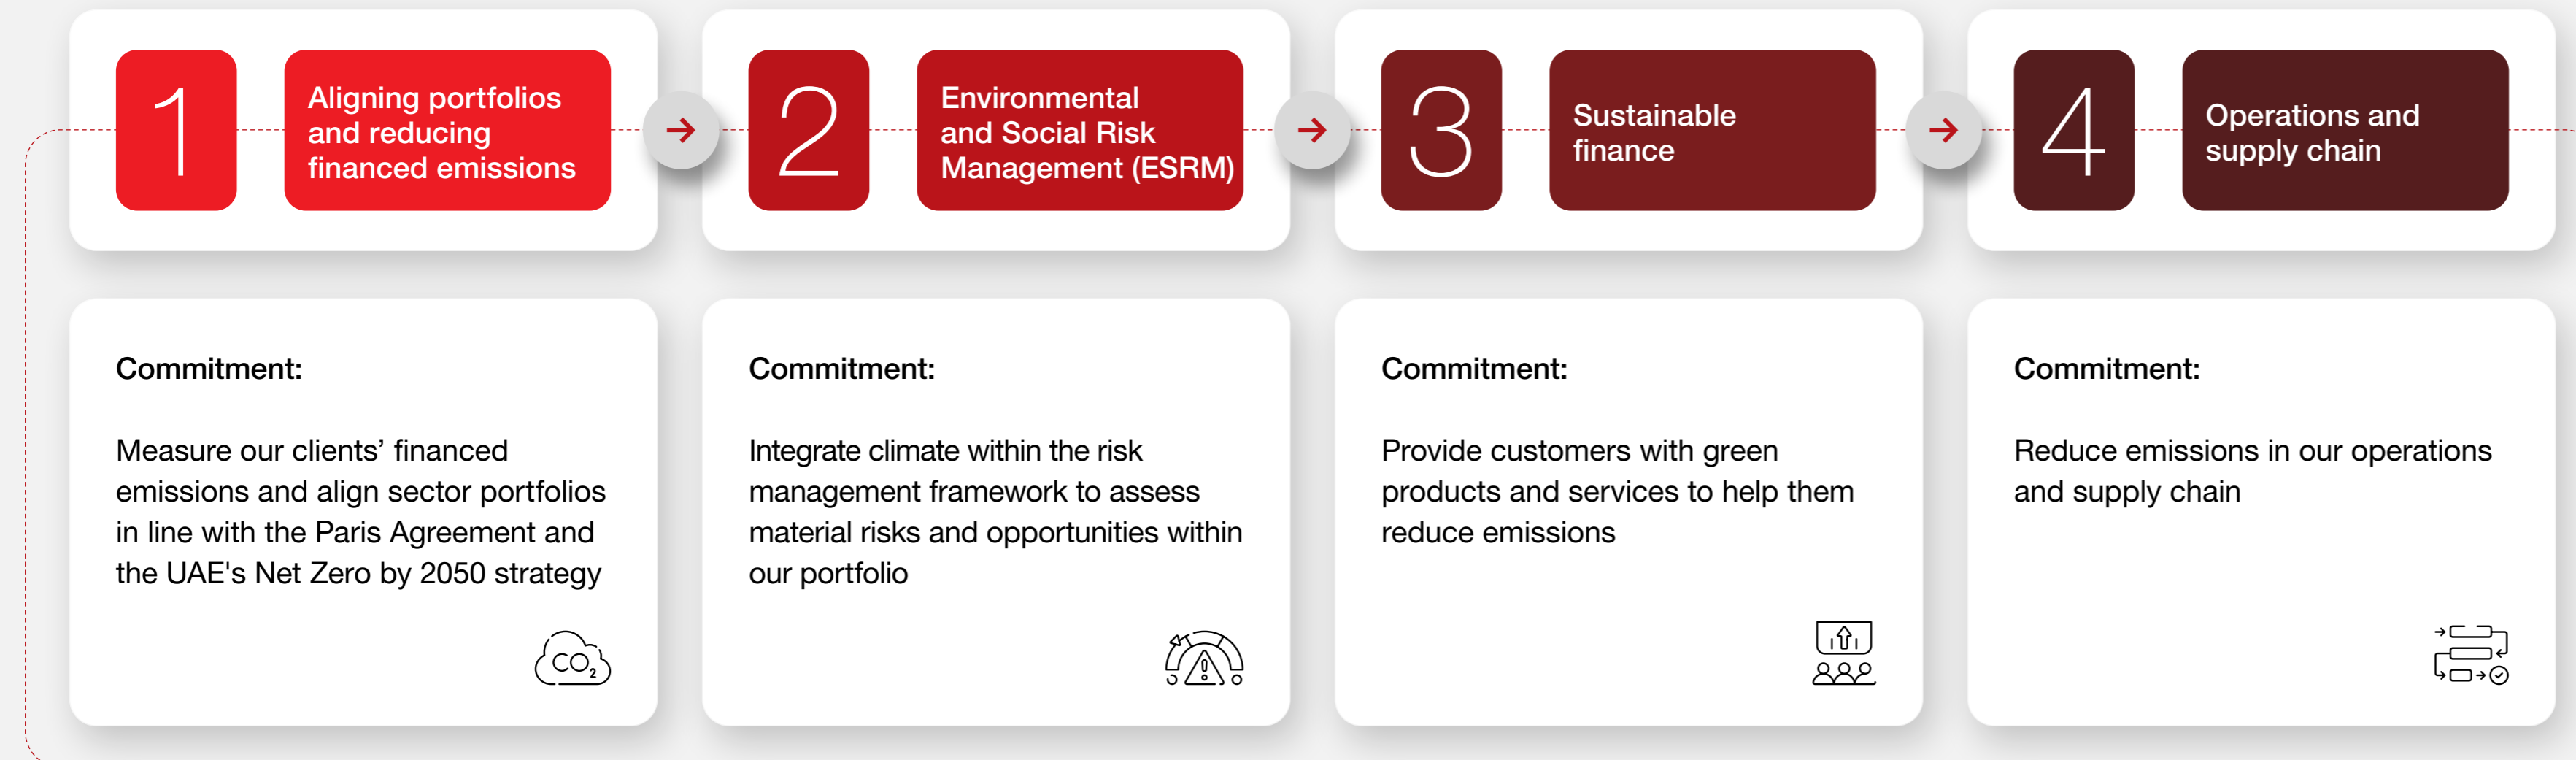 1
Aligning portfolios
and reducing
financed emissions
2
Environmental
and Social Risk
Management (ESRM)
3
Sustainable
finance
4
Operations and
supply chain
Commitment:
Measure our clients’ financed
emissions and align sector portfolios
in line with the Paris Agreement and
the UAE's Net Zero by 2050 strategy
CO2
Commitment:
Integrate climate within the risk
management framework to assess
material risks and opportunities within
our portfolio
Commitment:
Provide customers with green
products and services to help them
reduce emissions
Commitment:
Reduce emissions in our operations
and supply chain